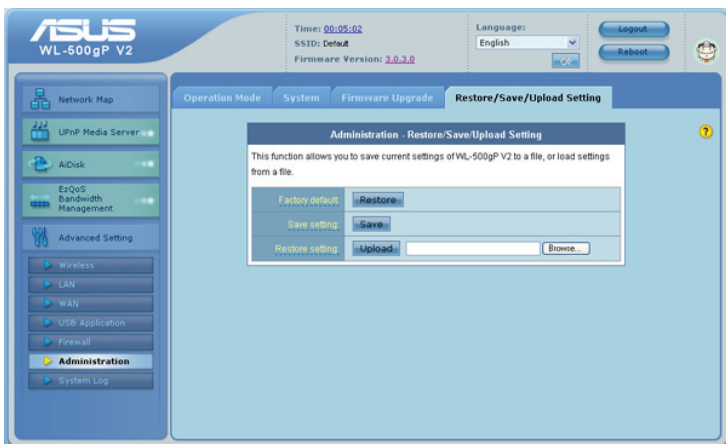 ASUS
WL-500gP V2
Time: 00:05:02
SSID: Default
Firmware Version: 3.0.3.0
Language:
English
Logout
Reboot
Network Map
UPnP Media Server
AiDisk
EzQoS
Bandwidth
Management
Advanced Setting
Wireless
LAN
WAN
USB Application
Firewall
Administration
System Log
Operation Mode
System
Firmware Upgrade
Restore/Save/Upload Setting
Administration - Restore/Save/Upload Setting
This function allows you to save current settings of WL-500gP V2 to a file, or load settings
from a file.
Factory default:
Restore
Save setting:
Save
Restore setting:
Upload
Browse...
?